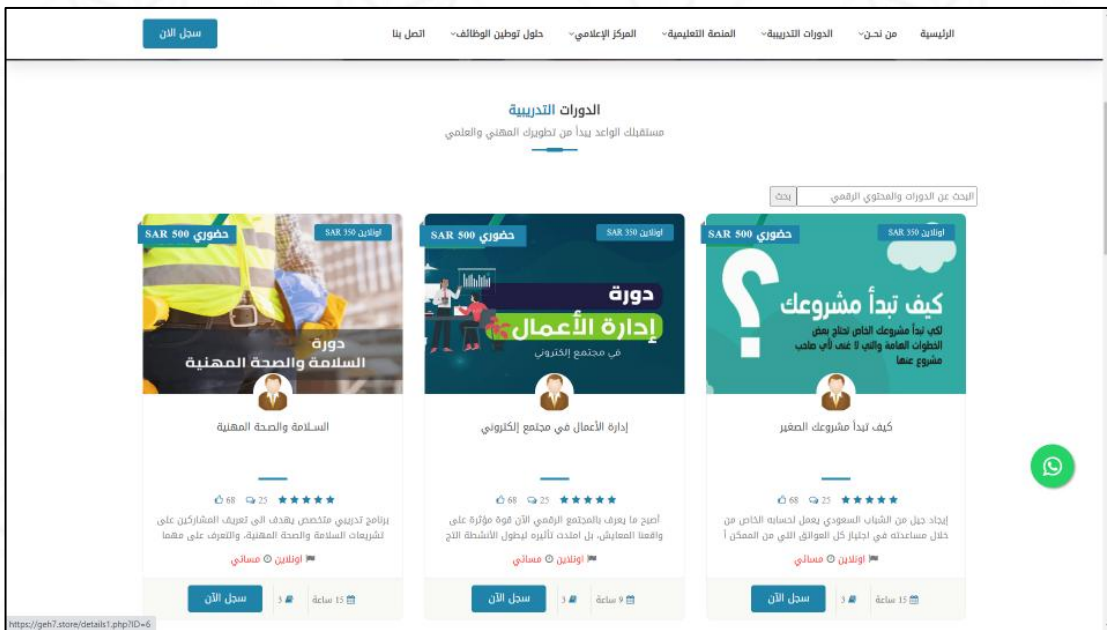 الرئيسية
من نحـن
الدورات التدريبية
المنصة التعليمية
المركز الإعلامي
حلول توطين الوظائف
اتصل بنا
سجل الان
الدورات التدريبية
مستقبلك الواعد يبدأ من تطويرك المهني والعلمي
البحث عن الدورات والمحتوي الرقمي
بحث
اونلاين 350 SAR
حضوري 500 SAR
كيف تبدأ مشروعك
لكي تبدأ مشروعك الخاص تحتاج بعض
الخطوات الهامة والتي لا غنى لأي صاحب
مشروع عنها
كيف تبدأ مشروعك الصغير
25
68
إيجاد جيل من الشباب السعودي يعمل لحسابه الخاص من
خلال مساعدته في اجتياز كل العوائق اللي من الممكن أ
اونلاين مسائي
15 ساعة
3
سجل الآن
اونلاين 350 SAR
حضوري 500 SAR
دورة
إدارة الأعمال
في مجتمع إلكتروني
إدارة الأعمال في مجتمع إلكتروني
25
68
أصبح ما يعرف بالمجتمع الرقمي الآن قوة مؤثرة على
واقعنا المعايش، بل امتدت تأثيره ليطول الأنشطة التج
اونلاين مسائي
9 ساعة
3
سجل الآن
اونلاين 350 SAR
حضوري 500 SAR
دورة
السلامة والصحة المهنية
السـلامة والصـحة المهنية
25
68
برنامج تدريبي متخصص يهدف الى تعريف المشاركين على
تشريعات السلامة والصحة المهنية، والتعرف على مهما
اونلاين مسائي
15 ساعة
3
سجل الآن
https://geh7.store/details1.php?ID=6